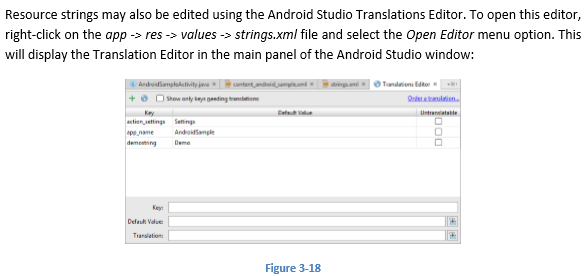 Resource strings may also be edited using the Android Studio Translations Editor. To open this editor,
right-click on the app -> res -> values -> strings.xml file and select the Open Editor menu option. This
will display the Translation Editor in the main panel of the Android Studio window:
AndroidSampleActivity.java content_android_sample.xml strings.xml Translations Editor
Show only keys needing translations Order a translation...
Key Default Value Untranslatable
action_settings Settings
app_name AndroidSample
demostring Demo
Key:
Default Value:
Translation:
Figure 3-18